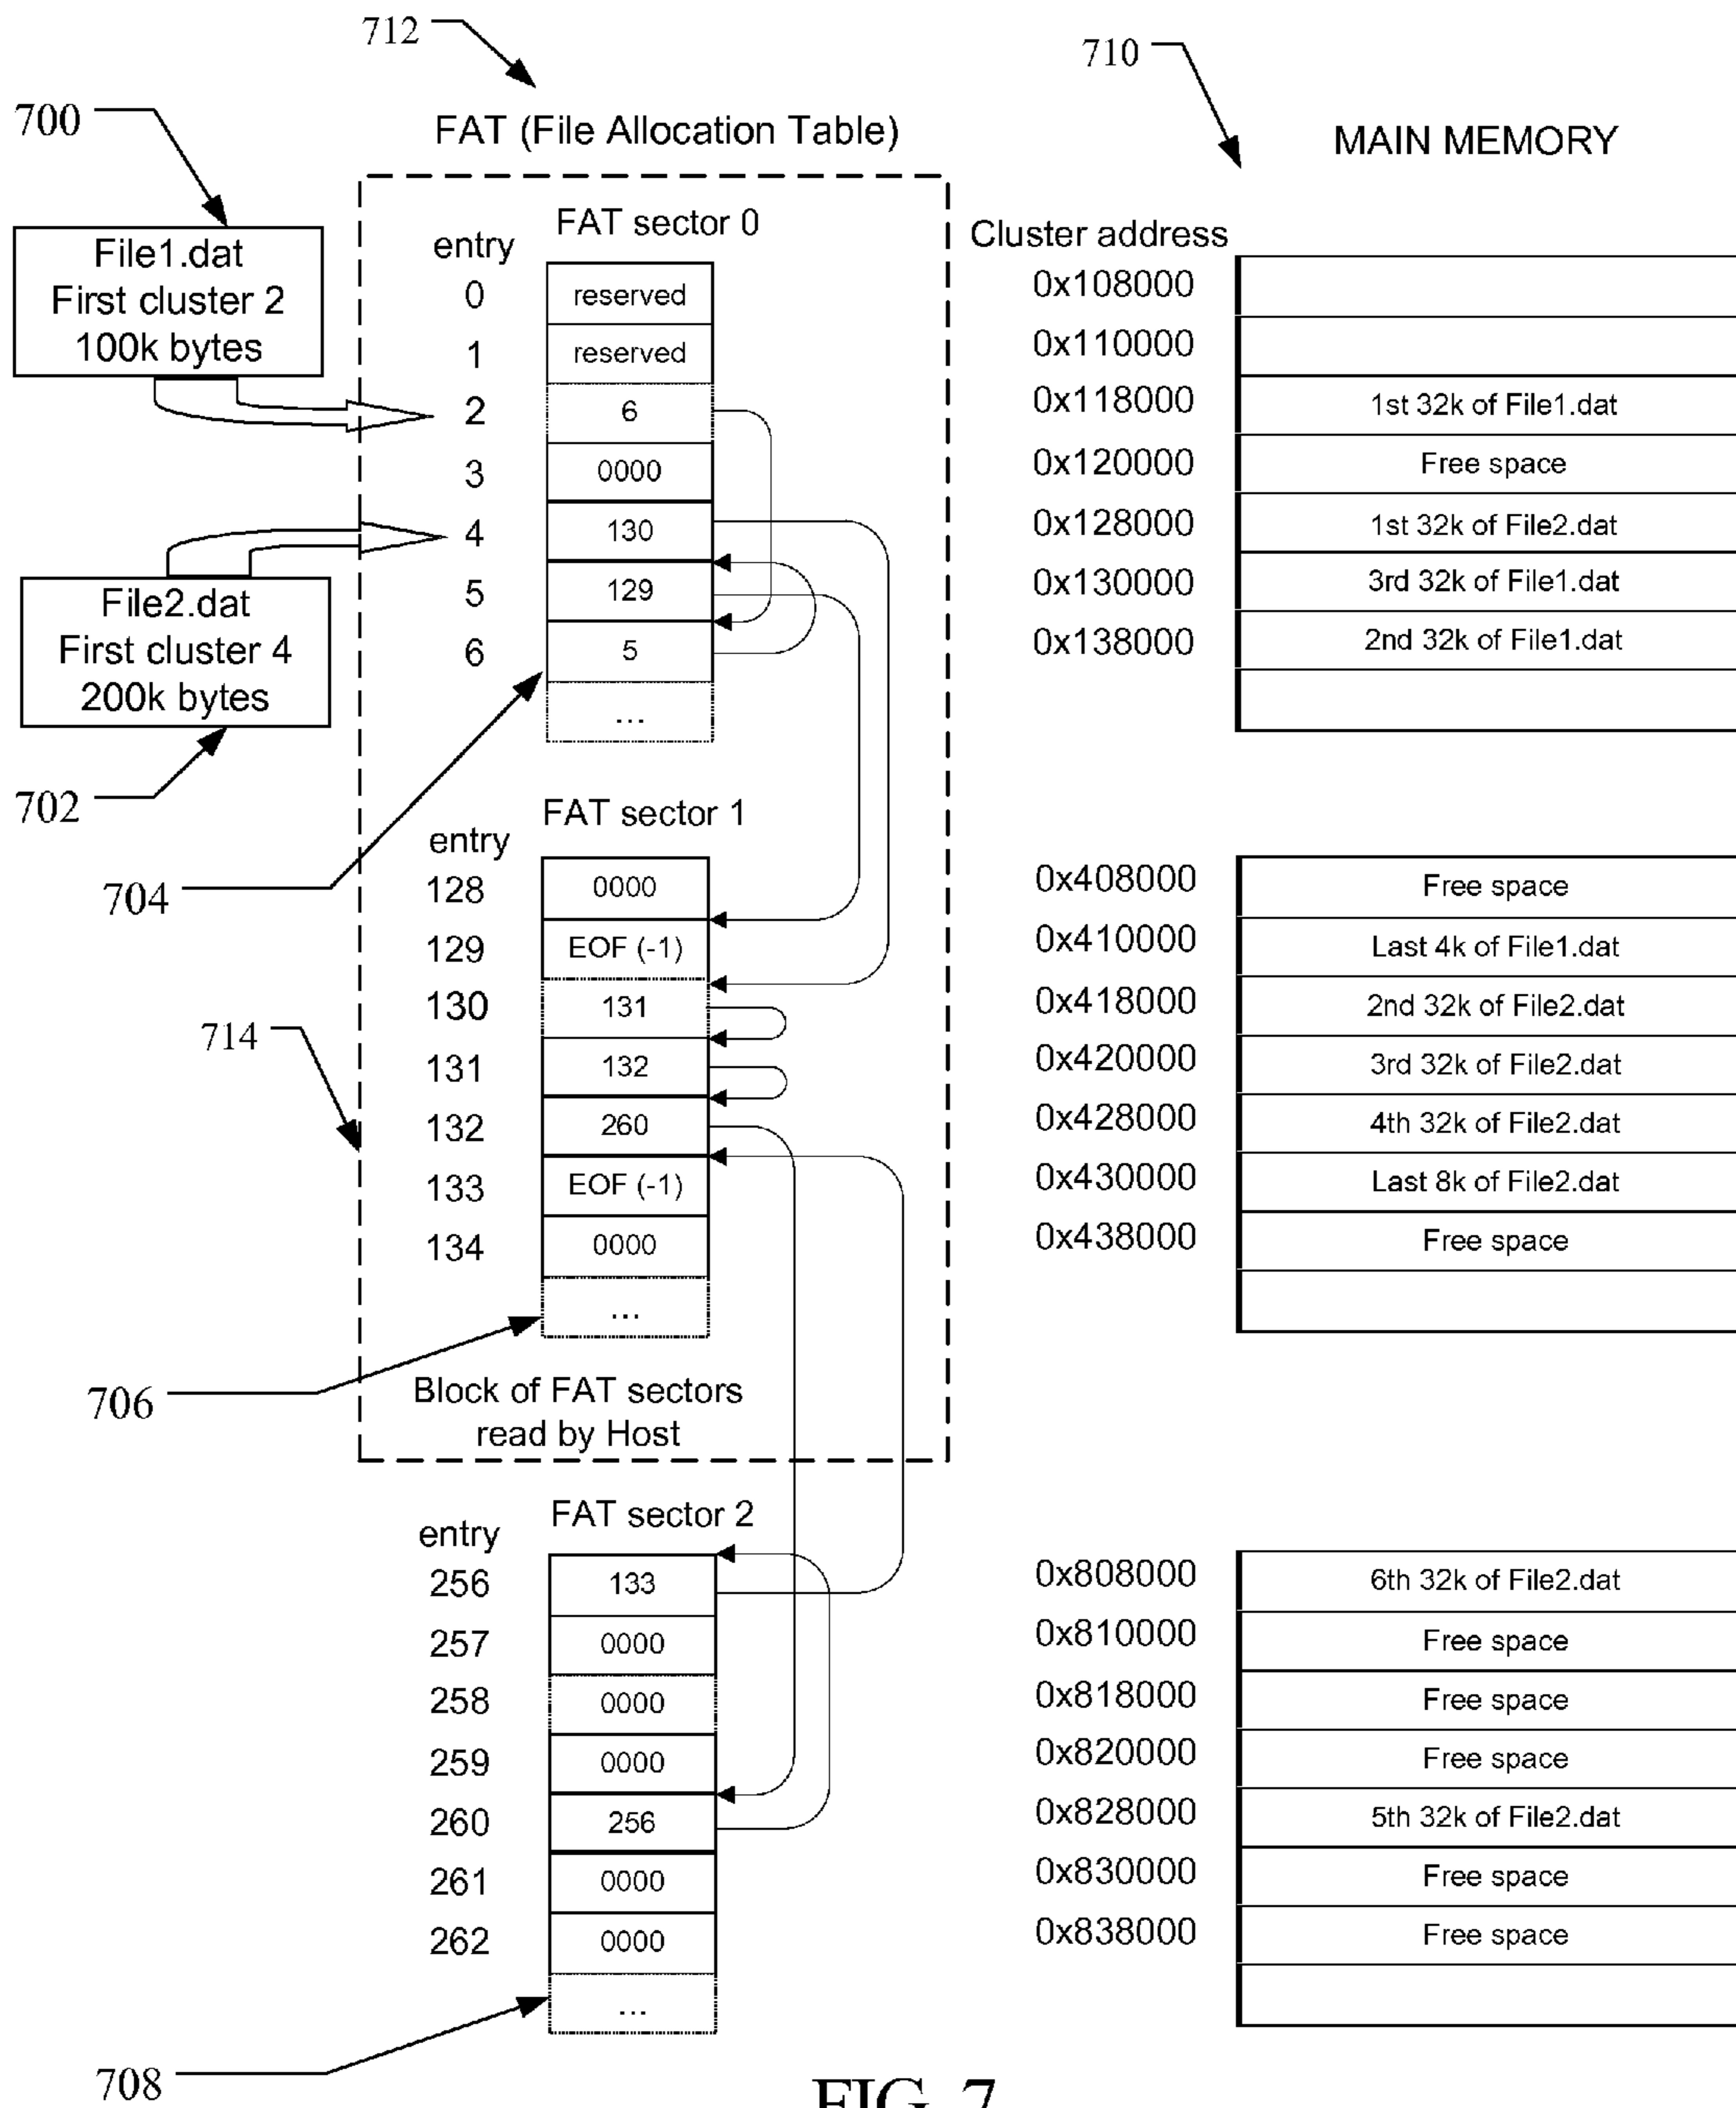 712
710
700
FAT (File Allocation Table)
MAIN MEMORY
File1.dat
First cluster 2
100k bytes
entry FAT sector 0
Cluster address
0 reserved 0x108000
1 reserved 0x110000
2 6 0x118000 1st 32k of File1.dat
3 0000 0x120000 Free space
4 130 0x128000 1st 32k of File2.dat
5 129 0x130000 3rd 32k of File1.dat
6 5 0x138000 2nd 32k of File1.dat
...
File2.dat
First cluster 4
200k bytes
702
704
FAT sector 1
entry
128 0000 0x408000 Free space
129 EOF (-1) 0x410000 Last 4k of File1.dat
130 131 0x418000 2nd 32k of File2.dat
714
131 132 0x420000 3rd 32k of File2.dat
132 260 0x428000 4th 32k of File2.dat
133 EOF (-1) 0x430000 Last 8k of File2.dat
134 0000 0x438000 Free space
...
706
Block of FAT sectors
read by Host
FAT sector 2
entry
256 133 0x808000 6th 32k of File2.dat
257 0000 0x810000 Free space
258 0000 0x818000 Free space
259 0000 0x820000 Free space
260 256 0x828000 5th 32k of File2.dat
261 0000 0x830000 Free space
262 0000 0x838000 Free space
...
708
FIG. 7